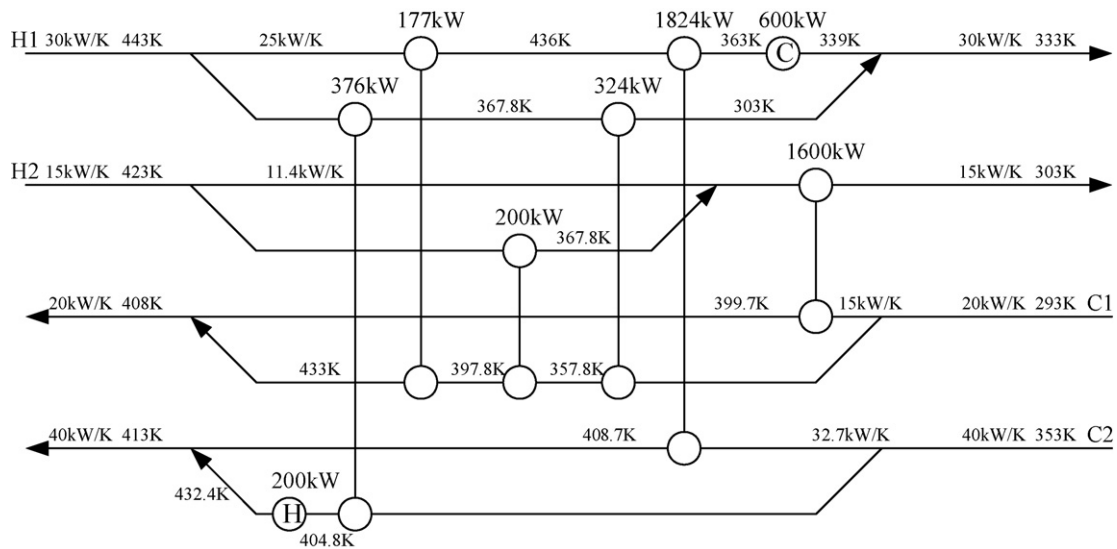 177kW 1824kW 600kW
H1 30kW/K 443K 25kW/K 436K 363K C 339K 30kW/K 333K
376kW 324kW
367.8K 303K
1600kW
H2 15kW/K 423K 11.4kW/K 15kW/K 303K
200kW
367.8K
20kW/K 408K 399.7K 15kW/K 20kW/K 293K C1
433K 397.8K 357.8K
40kW/K 413K 408.7K 32.7kW/K 40kW/K 353K C2
200kW
432.4K
H
404.8K